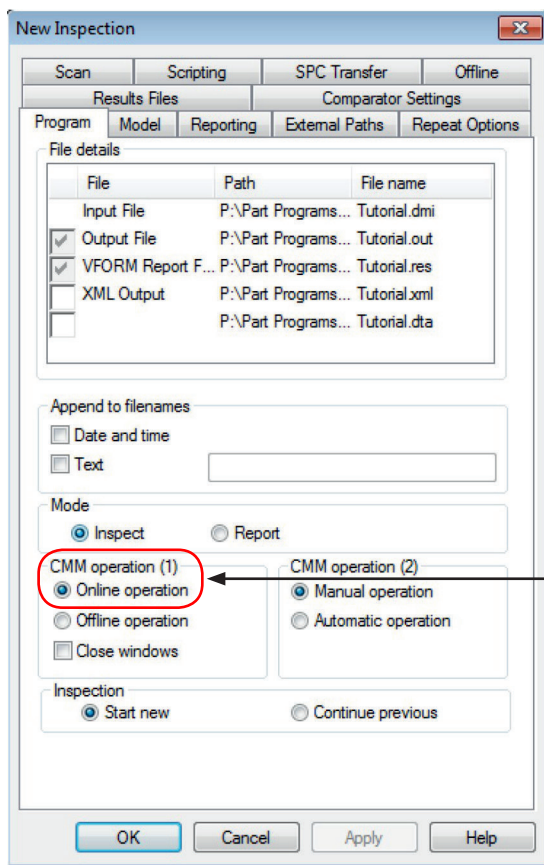 New Inspection
Scan Scripting SPC Transfer Offline
Results Files Comparator Settings
Program Model Reporting External Paths Repeat Options
File details
File Path File name
Input File P:\Part Programs... Tutorial.dmi
Output File P:\Part Programs... Tutorial.out
VFORM Report F... P:\Part Programs... Tutorial.res
XML Output P:\Part Programs... Tutorial.xml
P:\Part Programs... Tutorial.dta
Append to filenames
Date and time
Text
Mode
Inspect Report
CMM operation (1) CMM operation (2)
Online operation Manual operation
Offline operation Automatic operation
Close windows
Inspection
Start new Continue previous
OK Cancel Apply Help